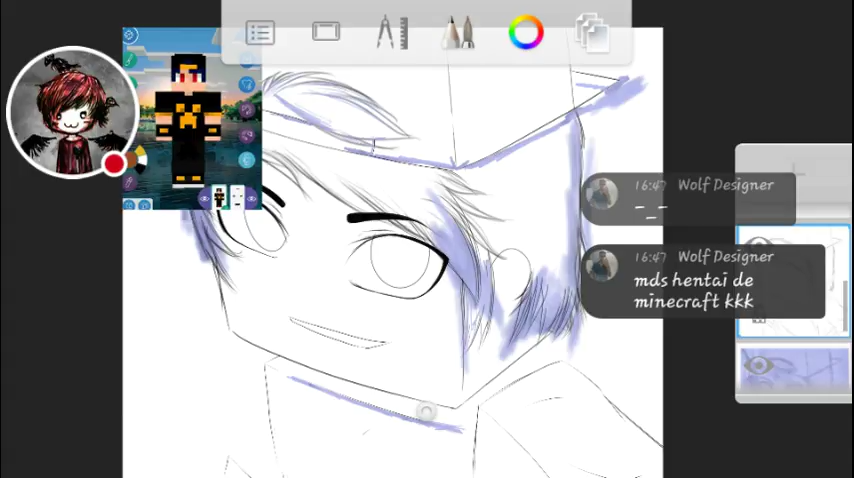 16:47 Wolf Designer
-_-
16:47 Wolf Designer
mds hentai de
minecraft kkk